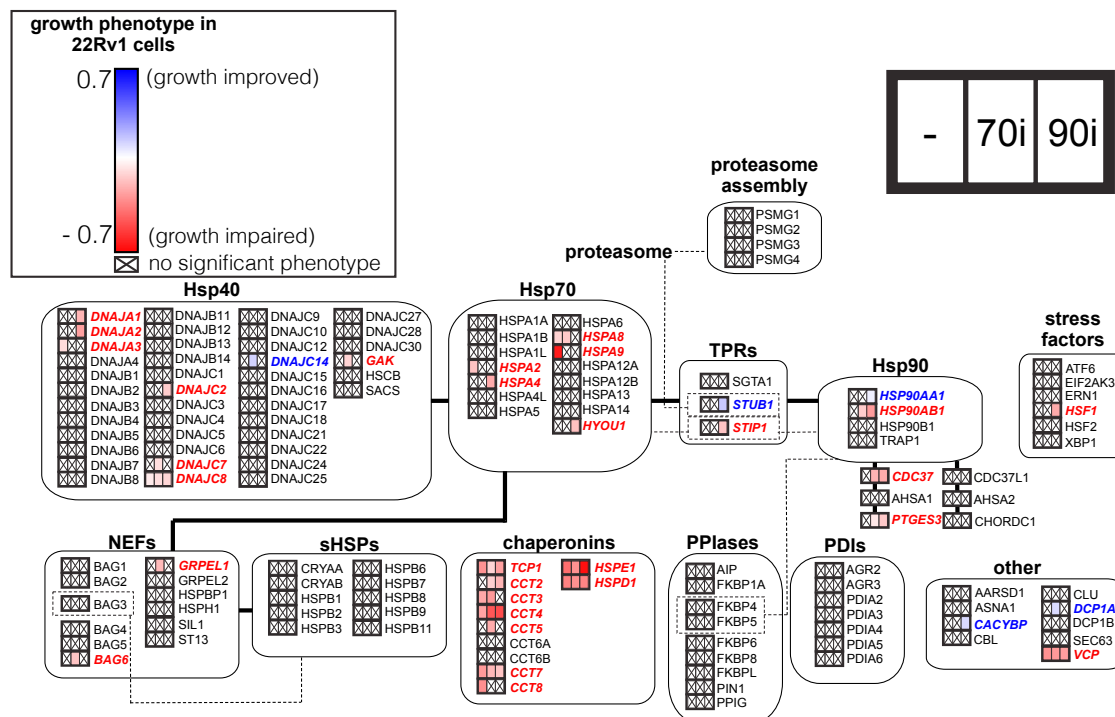 growth phenotype in
22Rv1 cells
0.7
(growth improved)
- 0.7
(growth impaired)
no significant phenotype
-
70i
90i
proteasome
assembly
PSMG1
PSMG2
PSMG3
PSMG4
proteasome
Hsp40
DNAJA1
DNAJA2
DNAJA3
DNAJA4
DNAJB1
DNAJB2
DNAJB3
DNAJB4
DNAJB5
DNAJB6
DNAJB7
DNAJB8
DNAJB11
DNAJB12
DNAJB13
DNAJB14
DNAJC1
DNAJC2
DNAJC3
DNAJC4
DNAJC5
DNAJC6
DNAJC7
DNAJC8
DNAJC9
DNAJC10
DNAJC12
DNAJC14
DNAJC15
DNAJC16
DNAJC17
DNAJC18
DNAJC21
DNAJC22
DNAJC24
DNAJC25
DNAJC27
DNAJC28
DNAJC30
GAK
HSCB
SACS
Hsp70
HSPA1A
HSPA1B
HSPA1L
HSPA2
HSPA4
HSPA4L
HSPA5
HSPA6
HSPA8
HSPA9
HSPA12A
HSPA12B
HSPA13
HSPA14
HYOU1
TPRs
SGTA1
STUB1
STIP1
Hsp90
HSP90AA1
HSP90AB1
HSP90B1
TRAP1
CDC37
AHSA1
PTGES3
CDC37L1
AHSA2
CHORDC1
stress
factors
ATF6
EIF2AK3
ERN1
HSF1
HSF2
XBP1
NEFs
BAG1
BAG2
BAG3
BAG4
BAG5
BAG6
GRPEL1
GRPEL2
HSPBP1
HSPH1
SIL1
ST13
sHSPs
CRYAA
CRYAB
HSPB1
HSPB2
HSPB3
HSPB6
HSPB7
HSPB8
HSPB9
HSPB11
chaperonins
TCP1
CCT2
CCT3
CCT4
CCT5
CCT6A
CCT6B
CCT7
CCT8
HSPE1
HSPD1
PPIases
AIP
FKBP1A
FKBP4
FKBP5
FKBP6
FKBP8
FKBPL
PIN1
PPIG
PDIs
AGR2
AGR3
PDIA2
PDIA3
PDIA4
PDIA5
PDIA6
other
AARSD1
ASNA1
CACYBP
CBL
CLU
DCP1A
DCP1B
SEC63
VCP